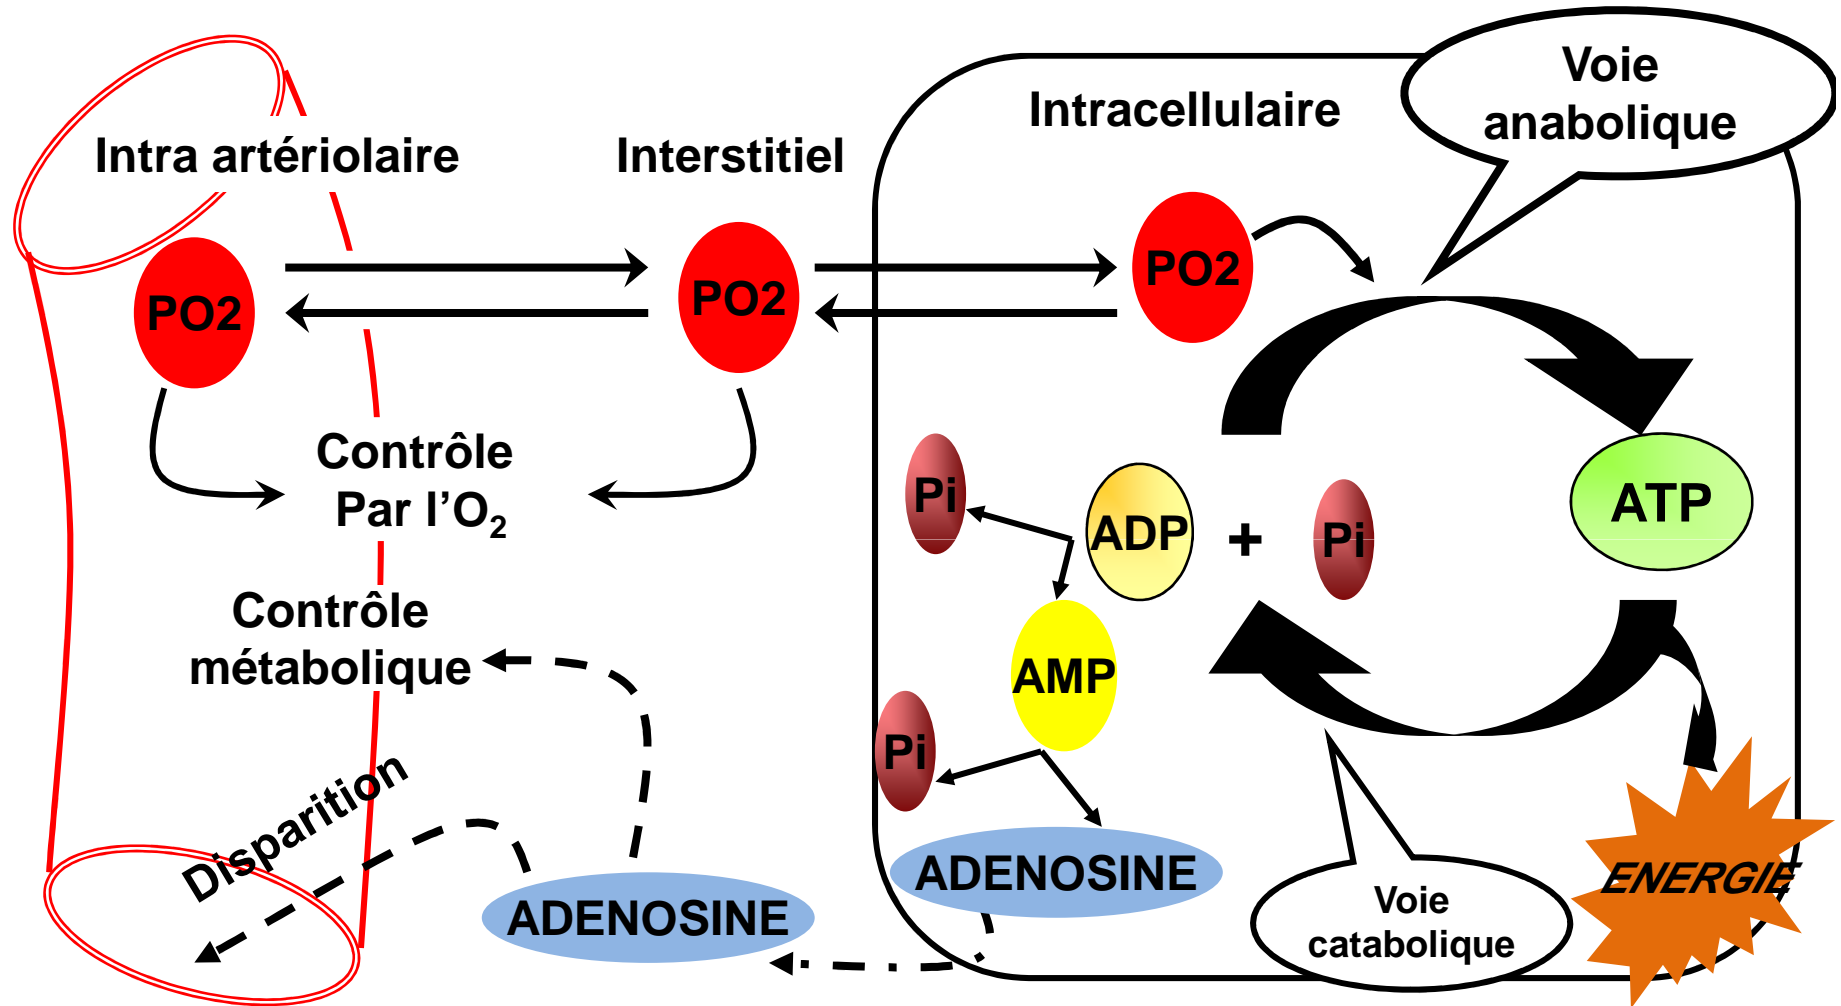 Voie
anabolique
Intracellulaire
Intra artériolaire
Interstitiel
PO2
PO2
PO2
Contrôle
Par l’O₂
Pi
ADP
+
Pi
ATP
Contrôle
métabolique
AMP
Pi
Disparition
ADENOSINE
ADENOSINE
ENERGIE
Voie
catabolique